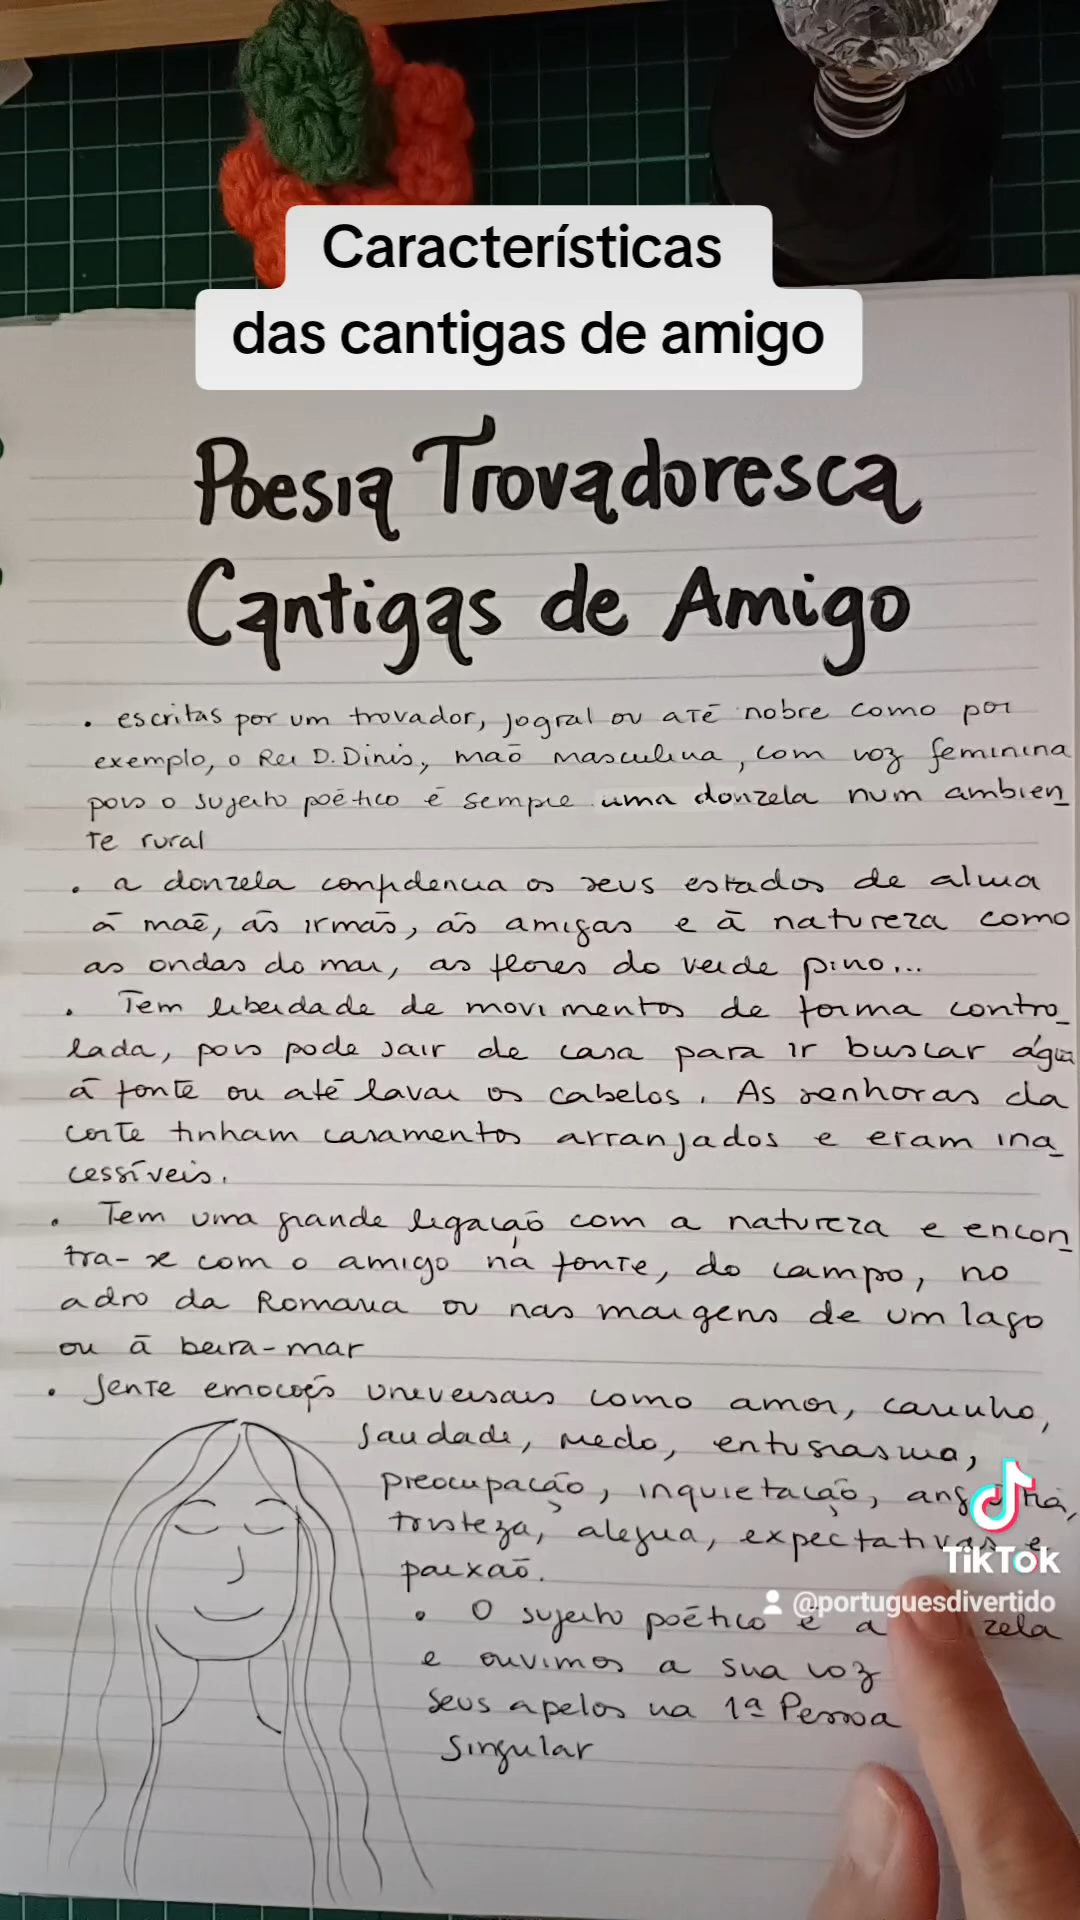 Características
das cantigas de amigo
Poesia Trovadoresca
Cantigas de Amigo
. escritas por um trovador, jogral ou até nobre como por
exemplo, o Rei D. Dinis, mão masculina, com voz feminina
pois o sujeito poético é sempre uma donzela num ambien_
te rural
. a donzela confidencia os seus estados de alma
à mãe, às irmãs, às amigas e à natureza como
as ondas do mar, as flores do verde pino...
. Tem liberdade de movimentos de forma contro_
lada, pois pode sair de casa para ir buscar água
à fonte ou até lavar os cabelos. As senhoras da
corte tinham casamentos arranjados e eram ina_
cessíveis.
. Tem uma grande ligação com a natureza e encon_
tra-se com o amigo na fonte, do campo, no
adro da Romaria ou nas margens de um lago
ou à beira-mar
. Sente emoções universais como amor, carinho,
saudade, medo, entusiasmo,
preocupação, inquietação,
tristeza, alegria, expectativas e
paixão.
TikTok
@portuguesdivertido
. O sujeito poético é a zela
e ouvimos a sua voz
seus apelos na 1ª Pessoa
Singular